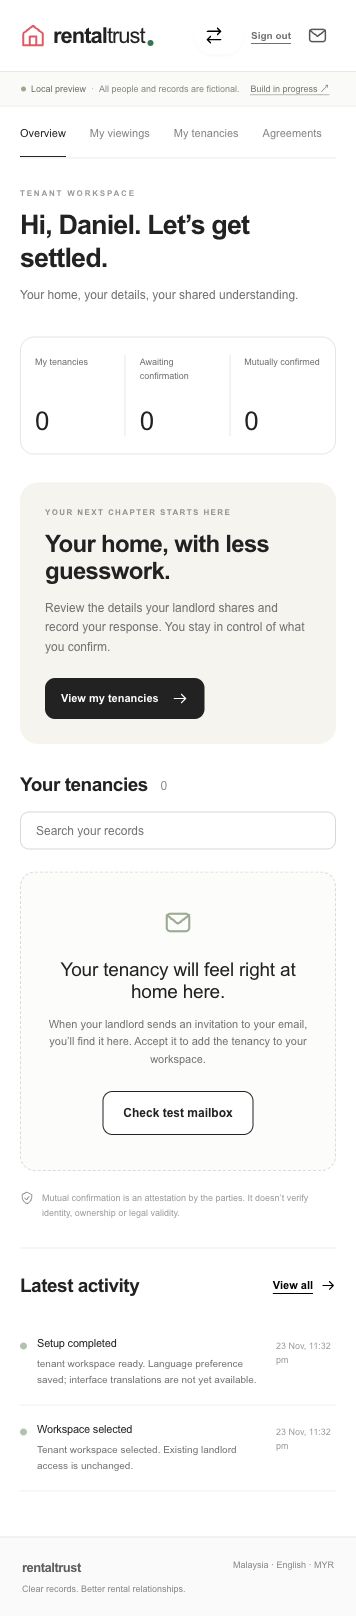 rentaltrust.
Sign out
Local preview · All people and records are fictional. Build in progress ↗
Overview My viewings My tenancies Agreements
TENANT WORKSPACE
Hi, Daniel. Let’s get
settled.
Your home, your details, your shared understanding.
My tenancies
0
Awaiting
confirmation
0
Mutually confirmed
0
YOUR NEXT CHAPTER STARTS HERE
Your home, with less
guesswork.
Review the details your landlord shares and
record your response. You stay in control of what
you confirm.
View my tenancies →
Your tenancies 0
Search your records
Your tenancy will feel right at
home here.
When your landlord sends an invitation to your email,
you’ll find it here. Accept it to add the tenancy to your
workspace.
Check test mailbox
Mutual confirmation is an attestation by the parties. It doesn’t verify
identity, ownership or legal validity.
Latest activity
View all →
Setup completed
tenant workspace ready. Language preference
saved; interface translations are not yet available.
23 Nov, 11:32
pm
Workspace selected
Tenant workspace selected. Existing landlord
access is unchanged.
23 Nov, 11:32
pm
rentaltrust
Clear records. Better rental relationships.
Malaysia · English · MYR